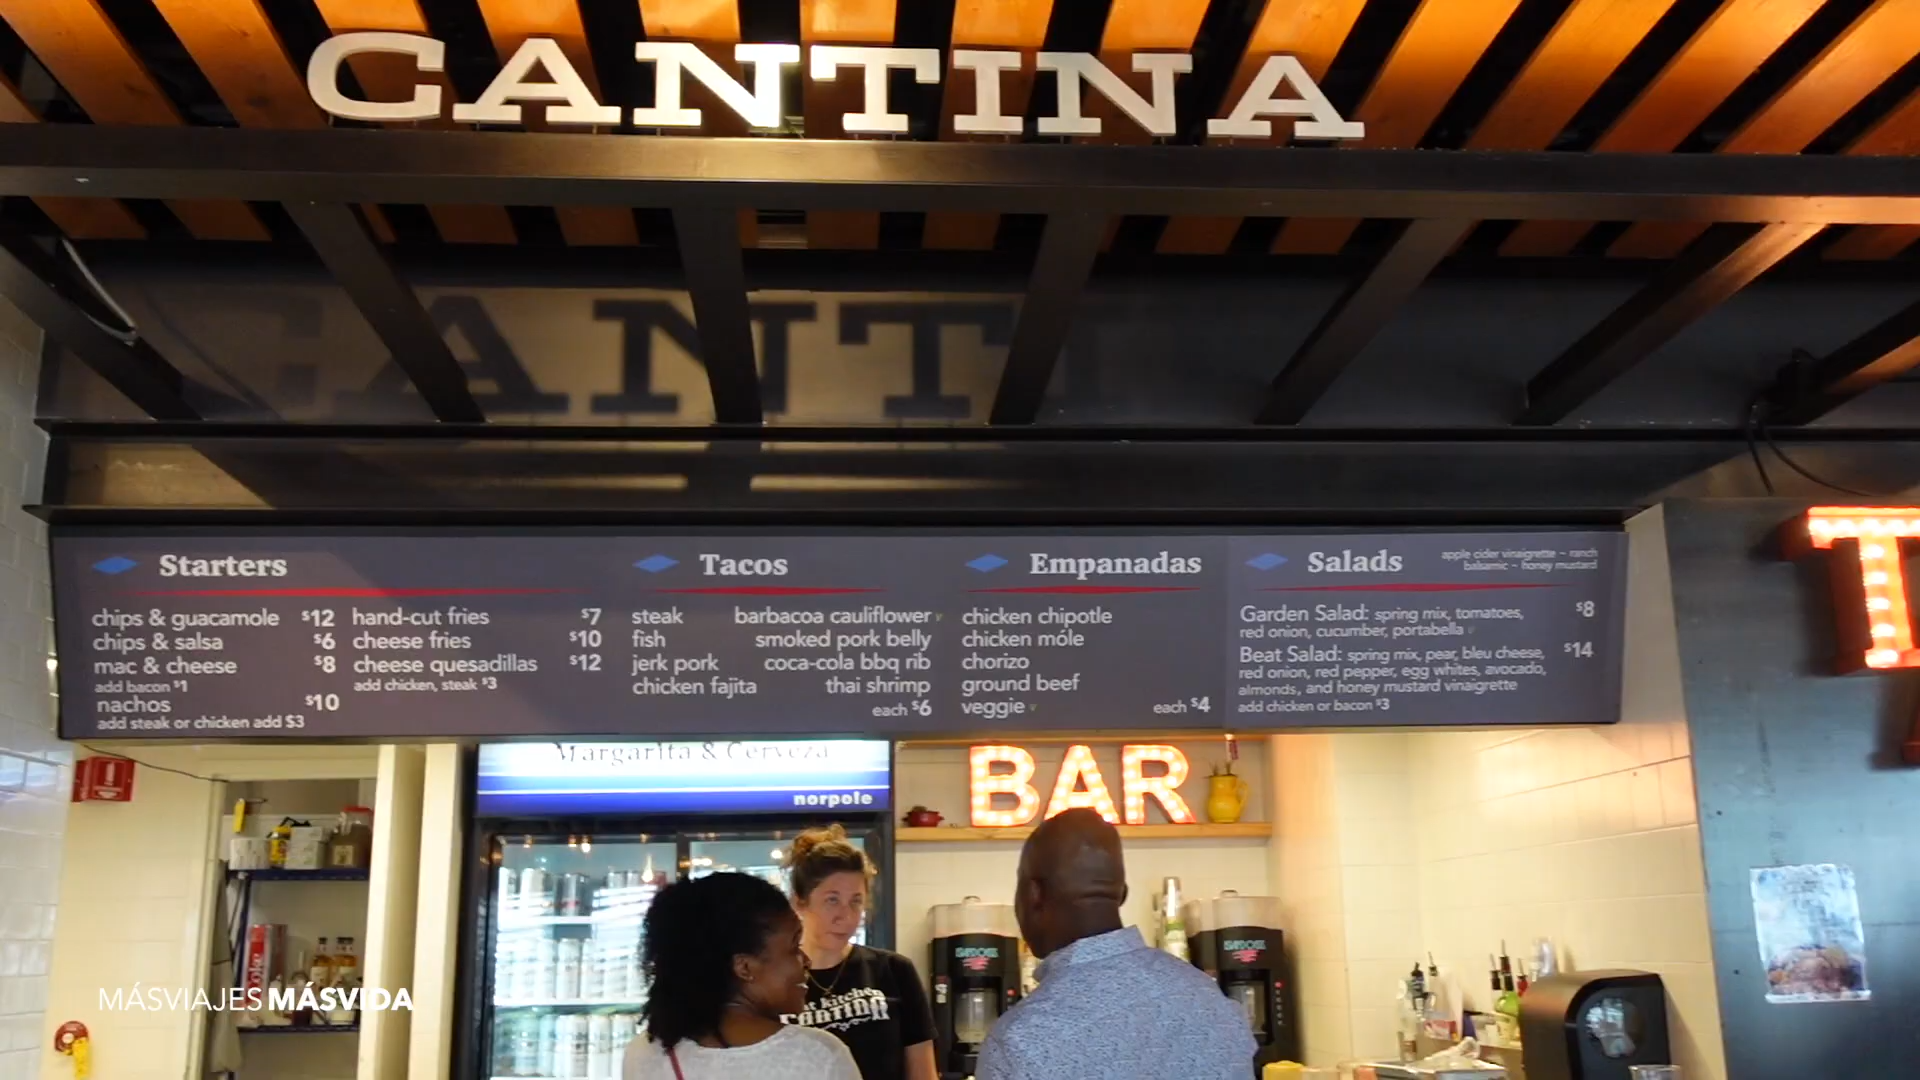 CANTINA
Starters
chips & guacamole $12
chips & salsa $6
mac & cheese $8
add bacon $1
nachos $10
add steak or chicken add $3
hand-cut fries $7
cheese fries $10
cheese quesadillas $12
add chicken, steak $3
Tacos
steak
fish
jerk pork
chicken fajita
barbacoa cauliflower
smoked pork belly
coca-cola bbq rib
thai shrimp
each $6
Empanadas
chicken chipotle
chicken móle
chorizo
ground beef
veggie
each $4
Salads
apple cider vinaigrette - ranch
balsamic - honey mustard
Garden Salad: spring mix, tomatoes, $8
red onion, cucumber, portabella
Beat Salad: spring mix, pear, bleu cheese, $14
red onion, red pepper, egg whites, avocado,
almonds, and honey mustard vinaigrette
add chicken or bacon $3
Margarita & Cerveza
norpole
BAR
T
kitchen
CANTINA
MÁSVIAJESMÁSVIDA